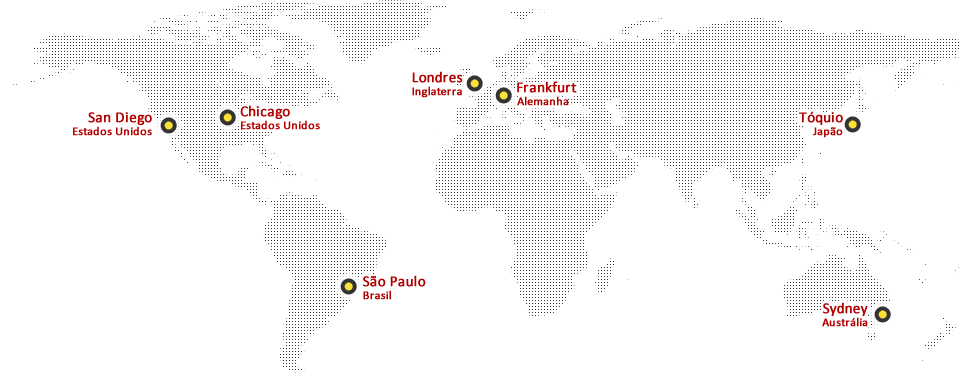 Londres
Inglaterra
Frankfurt
Alemanha
San Diego
Estados Unidos
Chicago
Estados Unidos
Tóquio
Japão
São Paulo
Brasil
Sydney
Austrália